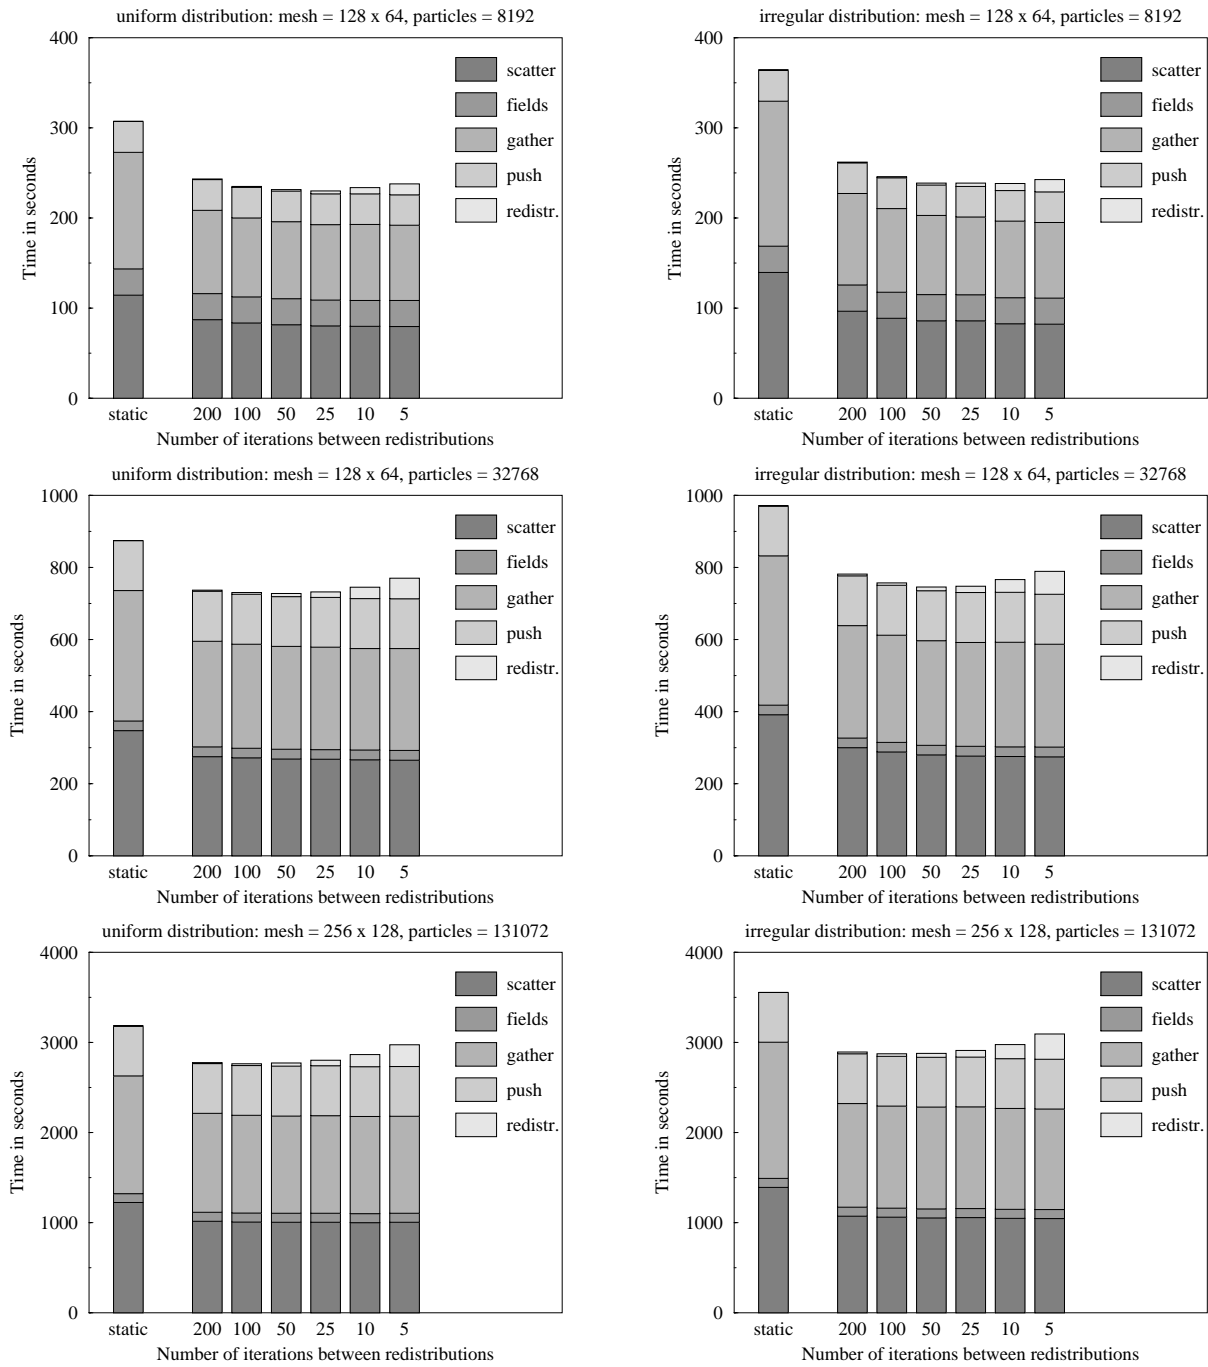 uniform distribution: mesh = 128 x 64, particles = 8192
400
300
200
100
0
Time in seconds
scatter
fields
gather
push
redistr.
static 200 100 50 25 10 5
Number of iterations between redistributions
irregular distribution: mesh = 128 x 64, particles = 8192
400
300
200
100
0
Time in seconds
scatter
fields
gather
push
redistr.
static 200 100 50 25 10 5
Number of iterations between redistributions
uniform distribution: mesh = 128 x 64, particles = 32768
1000
800
600
400
200
0
Time in seconds
scatter
fields
gather
push
redistr.
static 200 100 50 25 10 5
Number of iterations between redistributions
irregular distribution: mesh = 128 x 64, particles = 32768
1000
800
600
400
200
0
Time in seconds
scatter
fields
gather
push
redistr.
static 200 100 50 25 10 5
Number of iterations between redistributions
uniform distribution: mesh = 256 x 128, particles = 131072
4000
3000
2000
1000
0
Time in seconds
scatter
fields
gather
push
redistr.
static 200 100 50 25 10 5
Number of iterations between redistributions
irregular distribution: mesh = 256 x 128, particles = 131072
4000
3000
2000
1000
0
Time in seconds
scatter
fields
gather
push
redistr.
static 200 100 50 25 10 5
Number of iterations between redistributions